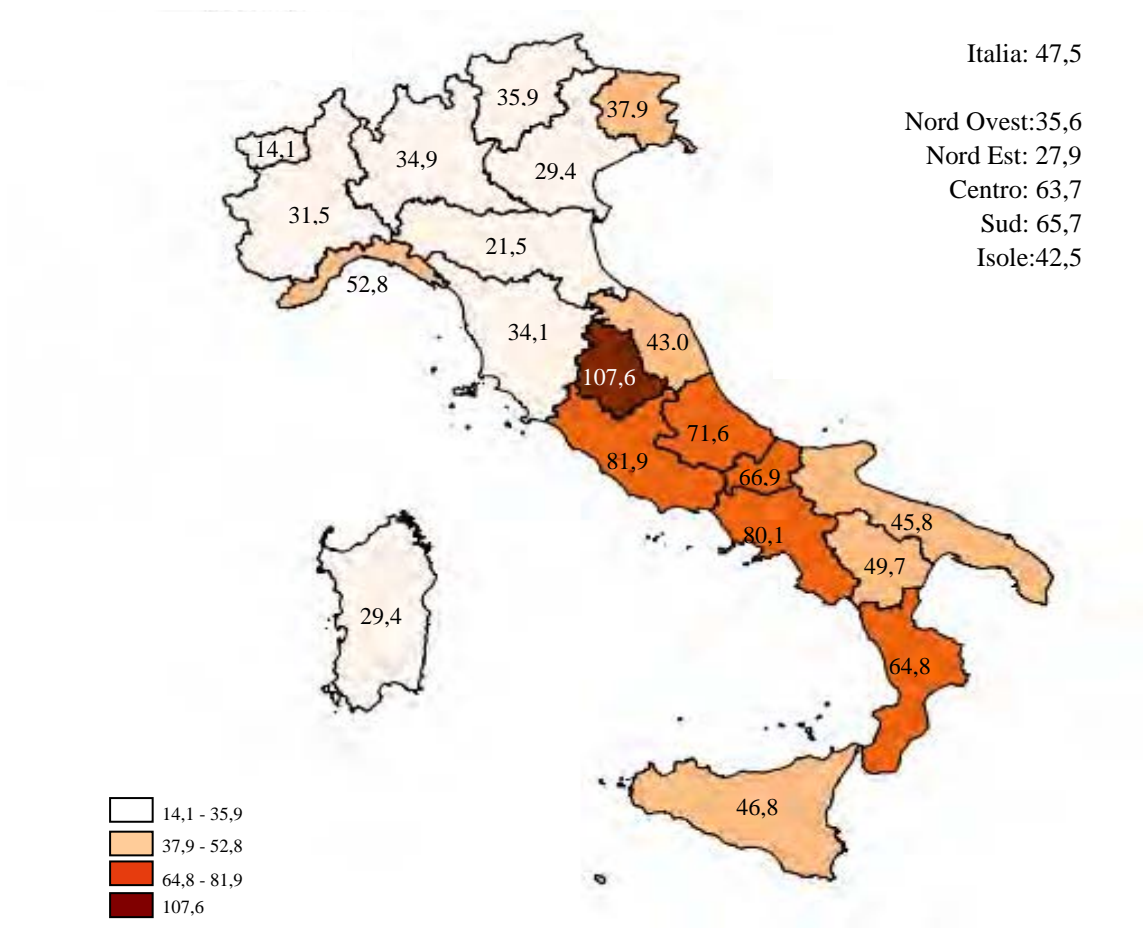 Italia: 47,5
Nord Ovest:35,6
Nord Est: 27,9
Centro: 63,7
Sud: 65,7
Isole:42,5
35,9
37,9
14,1
34,9
29,4
31,5
21,5
52,8
34,1
43.0
107,6
71,6
81,9
66,9
45,8
80,1
49,7
29,4
64,8
46,8
14,1 - 35,9
37,9 - 52,8
64,8 - 81,9
107,6